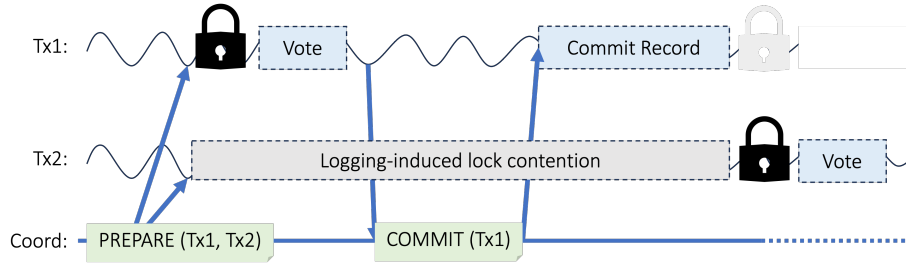 Tx1:
Vote
Commit Record
Tx2:
Logging-induced lock contention
Vote
Coord:
PREPARE (Tx1, Tx2)
COMMIT (Tx1)